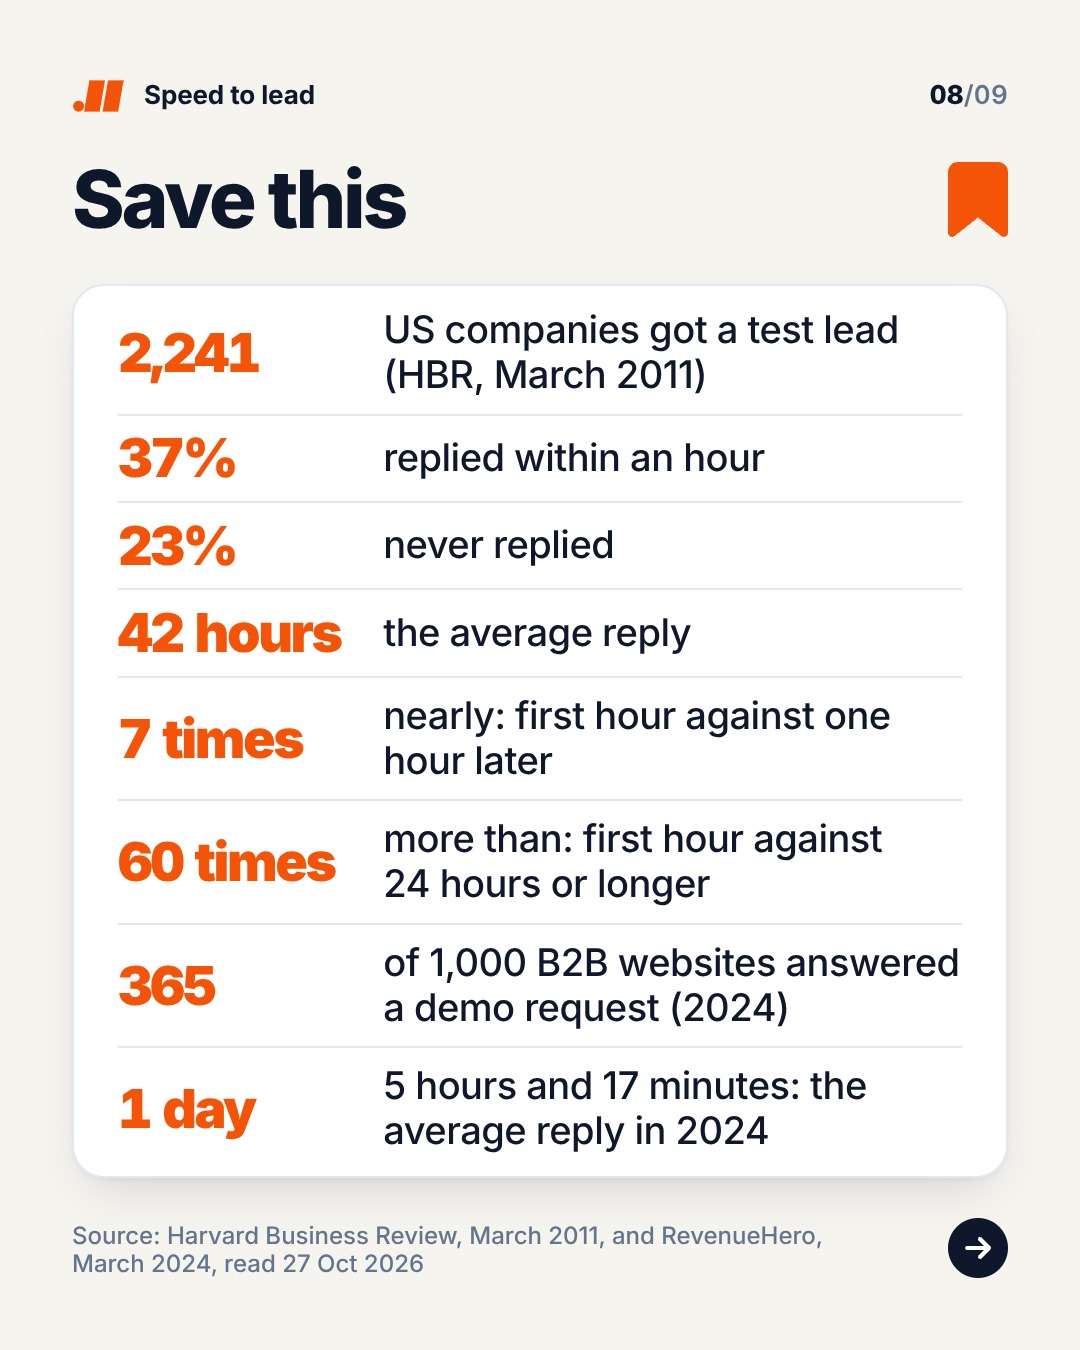 Speed to lead
08/09
Save this
2,241
US companies got a test lead
(HBR, March 2011)
37%
replied within an hour
23%
never replied
42 hours
the average reply
7 times
nearly: first hour against one
hour later
60 times
more than: first hour against
24 hours or longer
365
of 1,000 B2B websites answered
a demo request (2024)
1 day
5 hours and 17 minutes: the
average reply in 2024
Source: Harvard Business Review, March 2011, and RevenueHero,
March 2024, read 27 Oct 2026